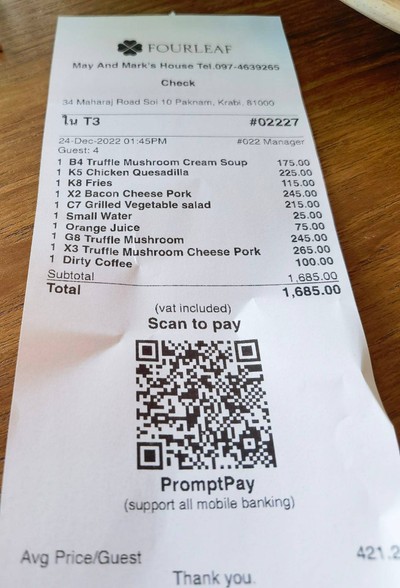 FOURLEAF
May And Mark's House Tel.097-4639265
Check
34 Maharaj Road Soi 10 Paknam, Krabi, 81000
ใบ T3 #02227
24-Dec-2022 01:45PM #022 Manager
Guest: 4
1 B4 Truffle Mushroom Cream Soup 175.00
1 K5 Chicken Quesadilla 225.00
1 K8 Fries 115.00
1 X2 Bacon Cheese Pork 245.00
1 C7 Grilled Vegetable salad 215.00
1 Small Water 25.00
1 Orange Juice 75.00
1 G8 Truffle Mushroom 245.00
1 X3 Truffle Mushroom Cheese Pork 265.00
1 Dirty Coffee 100.00
Subtotal 1,685.00
Total 1,685.00
(vat included)
Scan to pay
PromptPay
(support all mobile banking)
Avg Price/Guest 421.2
Thank you.